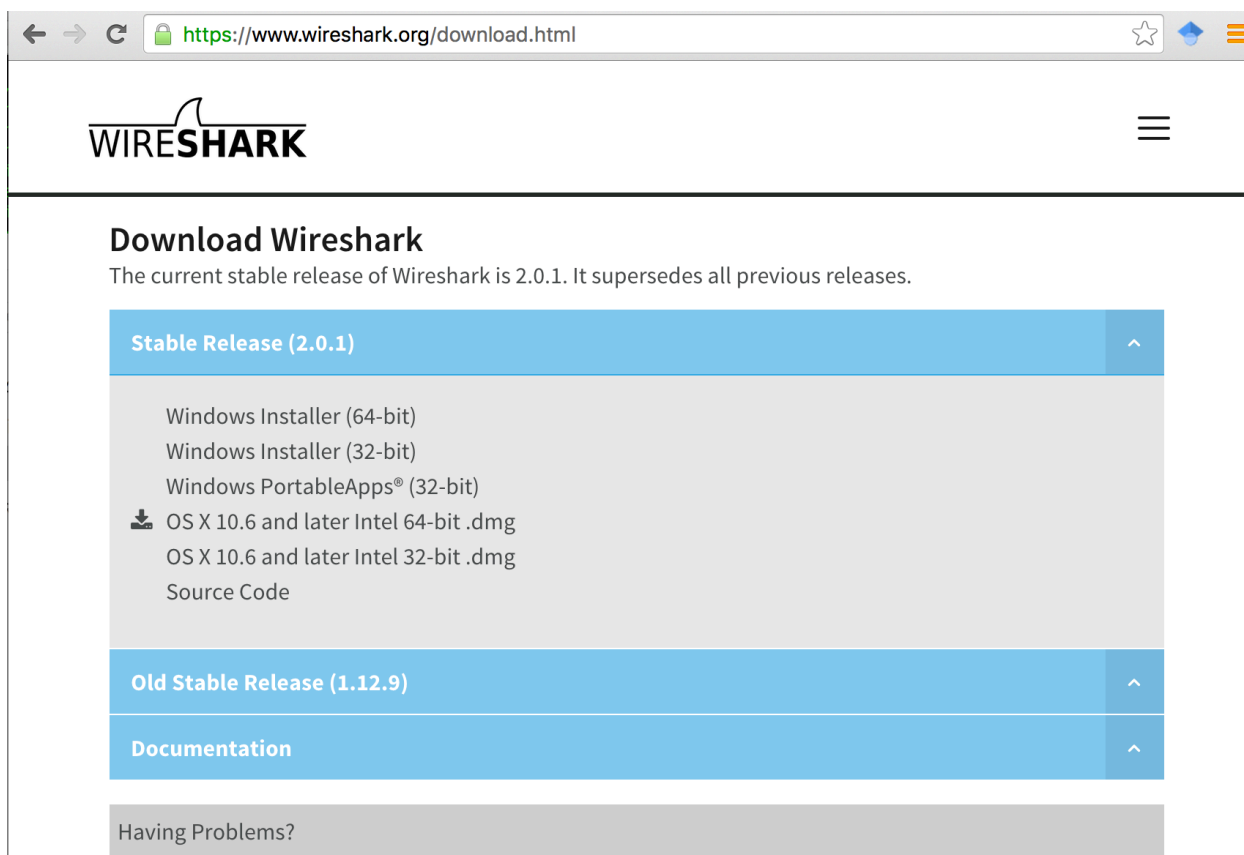 https://www.wireshark.org/download.html
WIRESHARK
Download Wireshark
The current stable release of Wireshark is 2.0.1. It supersedes all previous releases.
Stable Release (2.0.1)
Windows Installer (64-bit)
Windows Installer (32-bit)
Windows PortableApps® (32-bit)
OS X 10.6 and later Intel 64-bit .dmg
OS X 10.6 and later Intel 32-bit .dmg
Source Code
Old Stable Release (1.12.9)
Documentation
Having Problems?